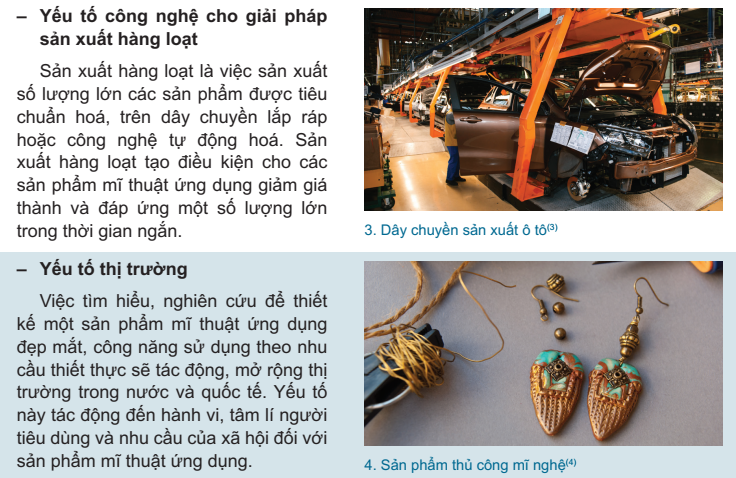 – Yếu tố công nghệ cho giải pháp
sản xuất hàng loạt
Sản xuất hàng loạt là việc sản xuất
số lượng lớn các sản phẩm được tiêu
chuẩn hoá, trên dây chuyền lắp ráp
hoặc công nghệ tự động hoá. Sản
xuất hàng loạt tạo điều kiện cho các
sản phẩm mĩ thuật ứng dụng giảm giá
thành và đáp ứng một số lượng lớn
trong thời gian ngắn.
3. Dây chuyền sản xuất ô tô(3)
– Yếu tố thị trường
Việc tìm hiểu, nghiên cứu để thiết
kế một sản phẩm mĩ thuật ứng dụng
đẹp mắt, công năng sử dụng theo nhu
cầu thiết thực sẽ tác động, mở rộng thị
trường trong nước và quốc tế. Yếu tố
này tác động đến hành vi, tâm lí người
tiêu dùng và nhu cầu của xã hội đối với
sản phẩm mĩ thuật ứng dụng.
4. Sản phẩm thủ công mĩ nghệ(4)